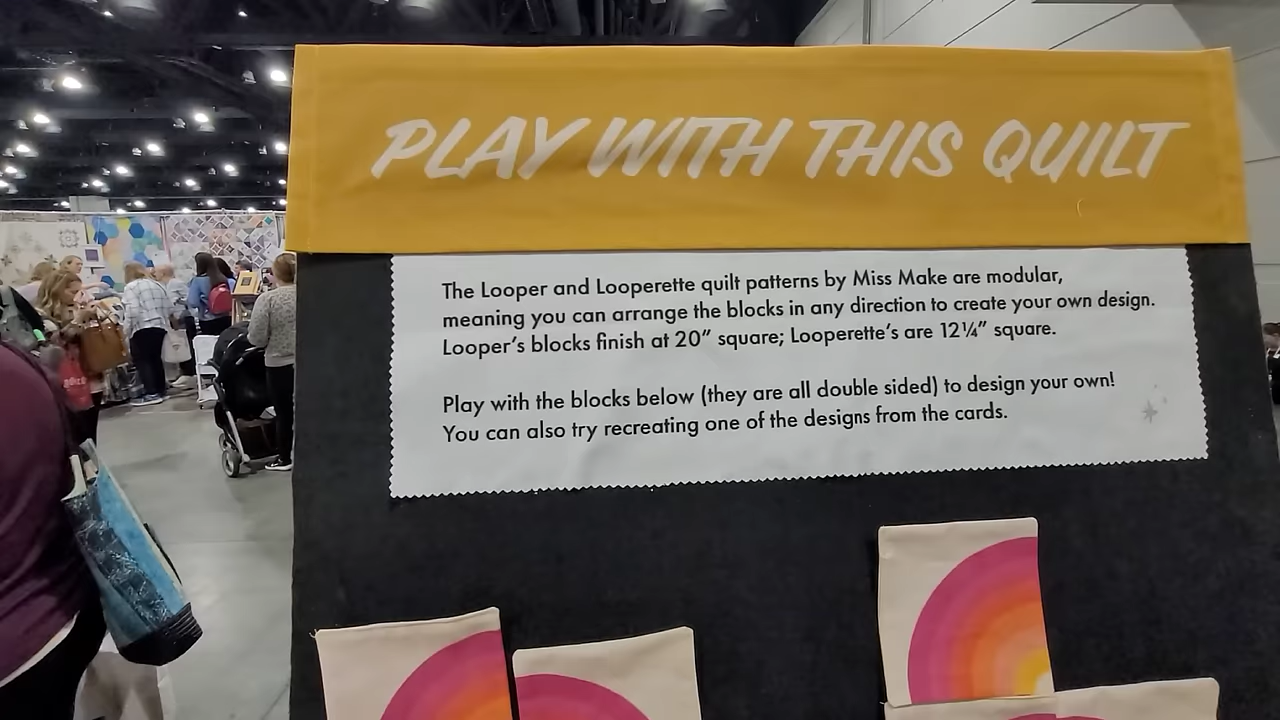 PLAY WITH THIS QUILT
The Looper and Looperette quilt patterns by Miss Make are modular,
meaning you can arrange the blocks in any direction to create your own design.
Looper's blocks finish at 20″ square; Looperette's are 12¼″ square.
Play with the blocks below (they are all double sided) to design your own!
You can also try recreating one of the designs from the cards.